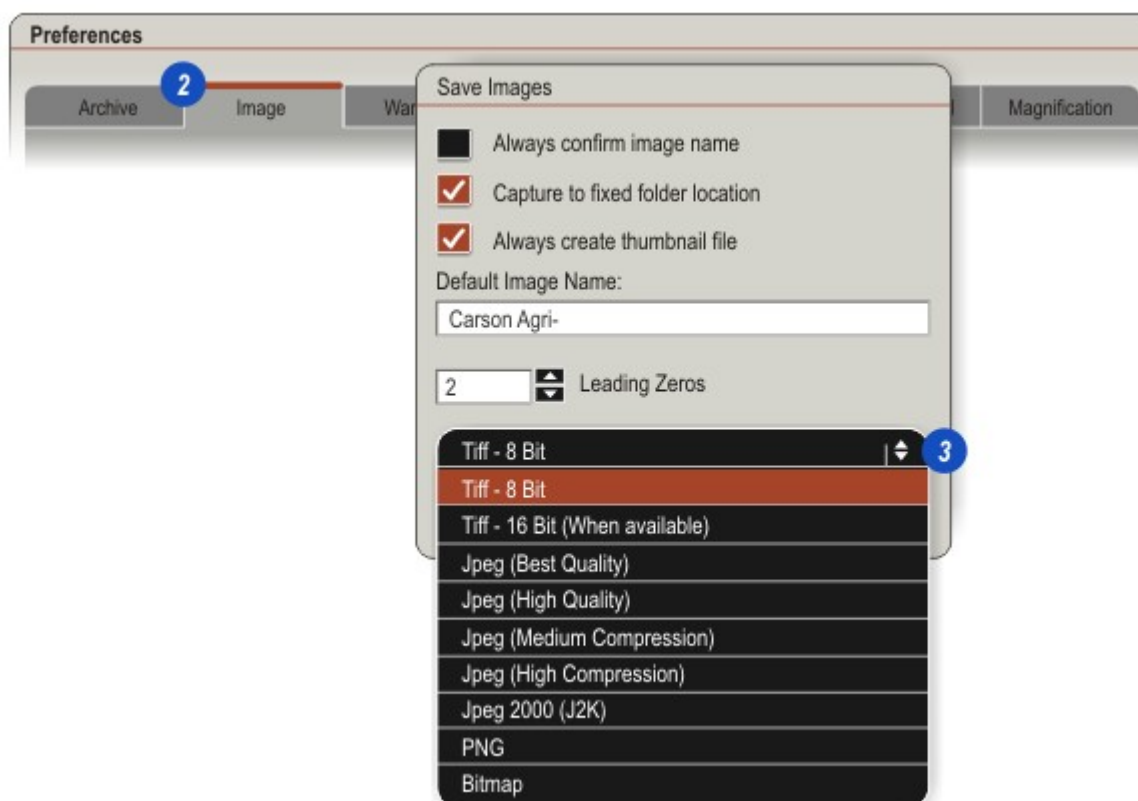 Preferences
2
Archive Image War Magnification
Save Images
Always confirm image name
Capture to fixed folder location
Always create thumbnail file
Default Image Name:
Carson Agri-
2 Leading Zeros
Tiff - 8 Bit 3
Tiff - 8 Bit
Tiff - 16 Bit (When available)
Jpeg (Best Quality)
Jpeg (High Quality)
Jpeg (Medium Compression)
Jpeg (High Compression)
Jpeg 2000 (J2K)
PNG
Bitmap